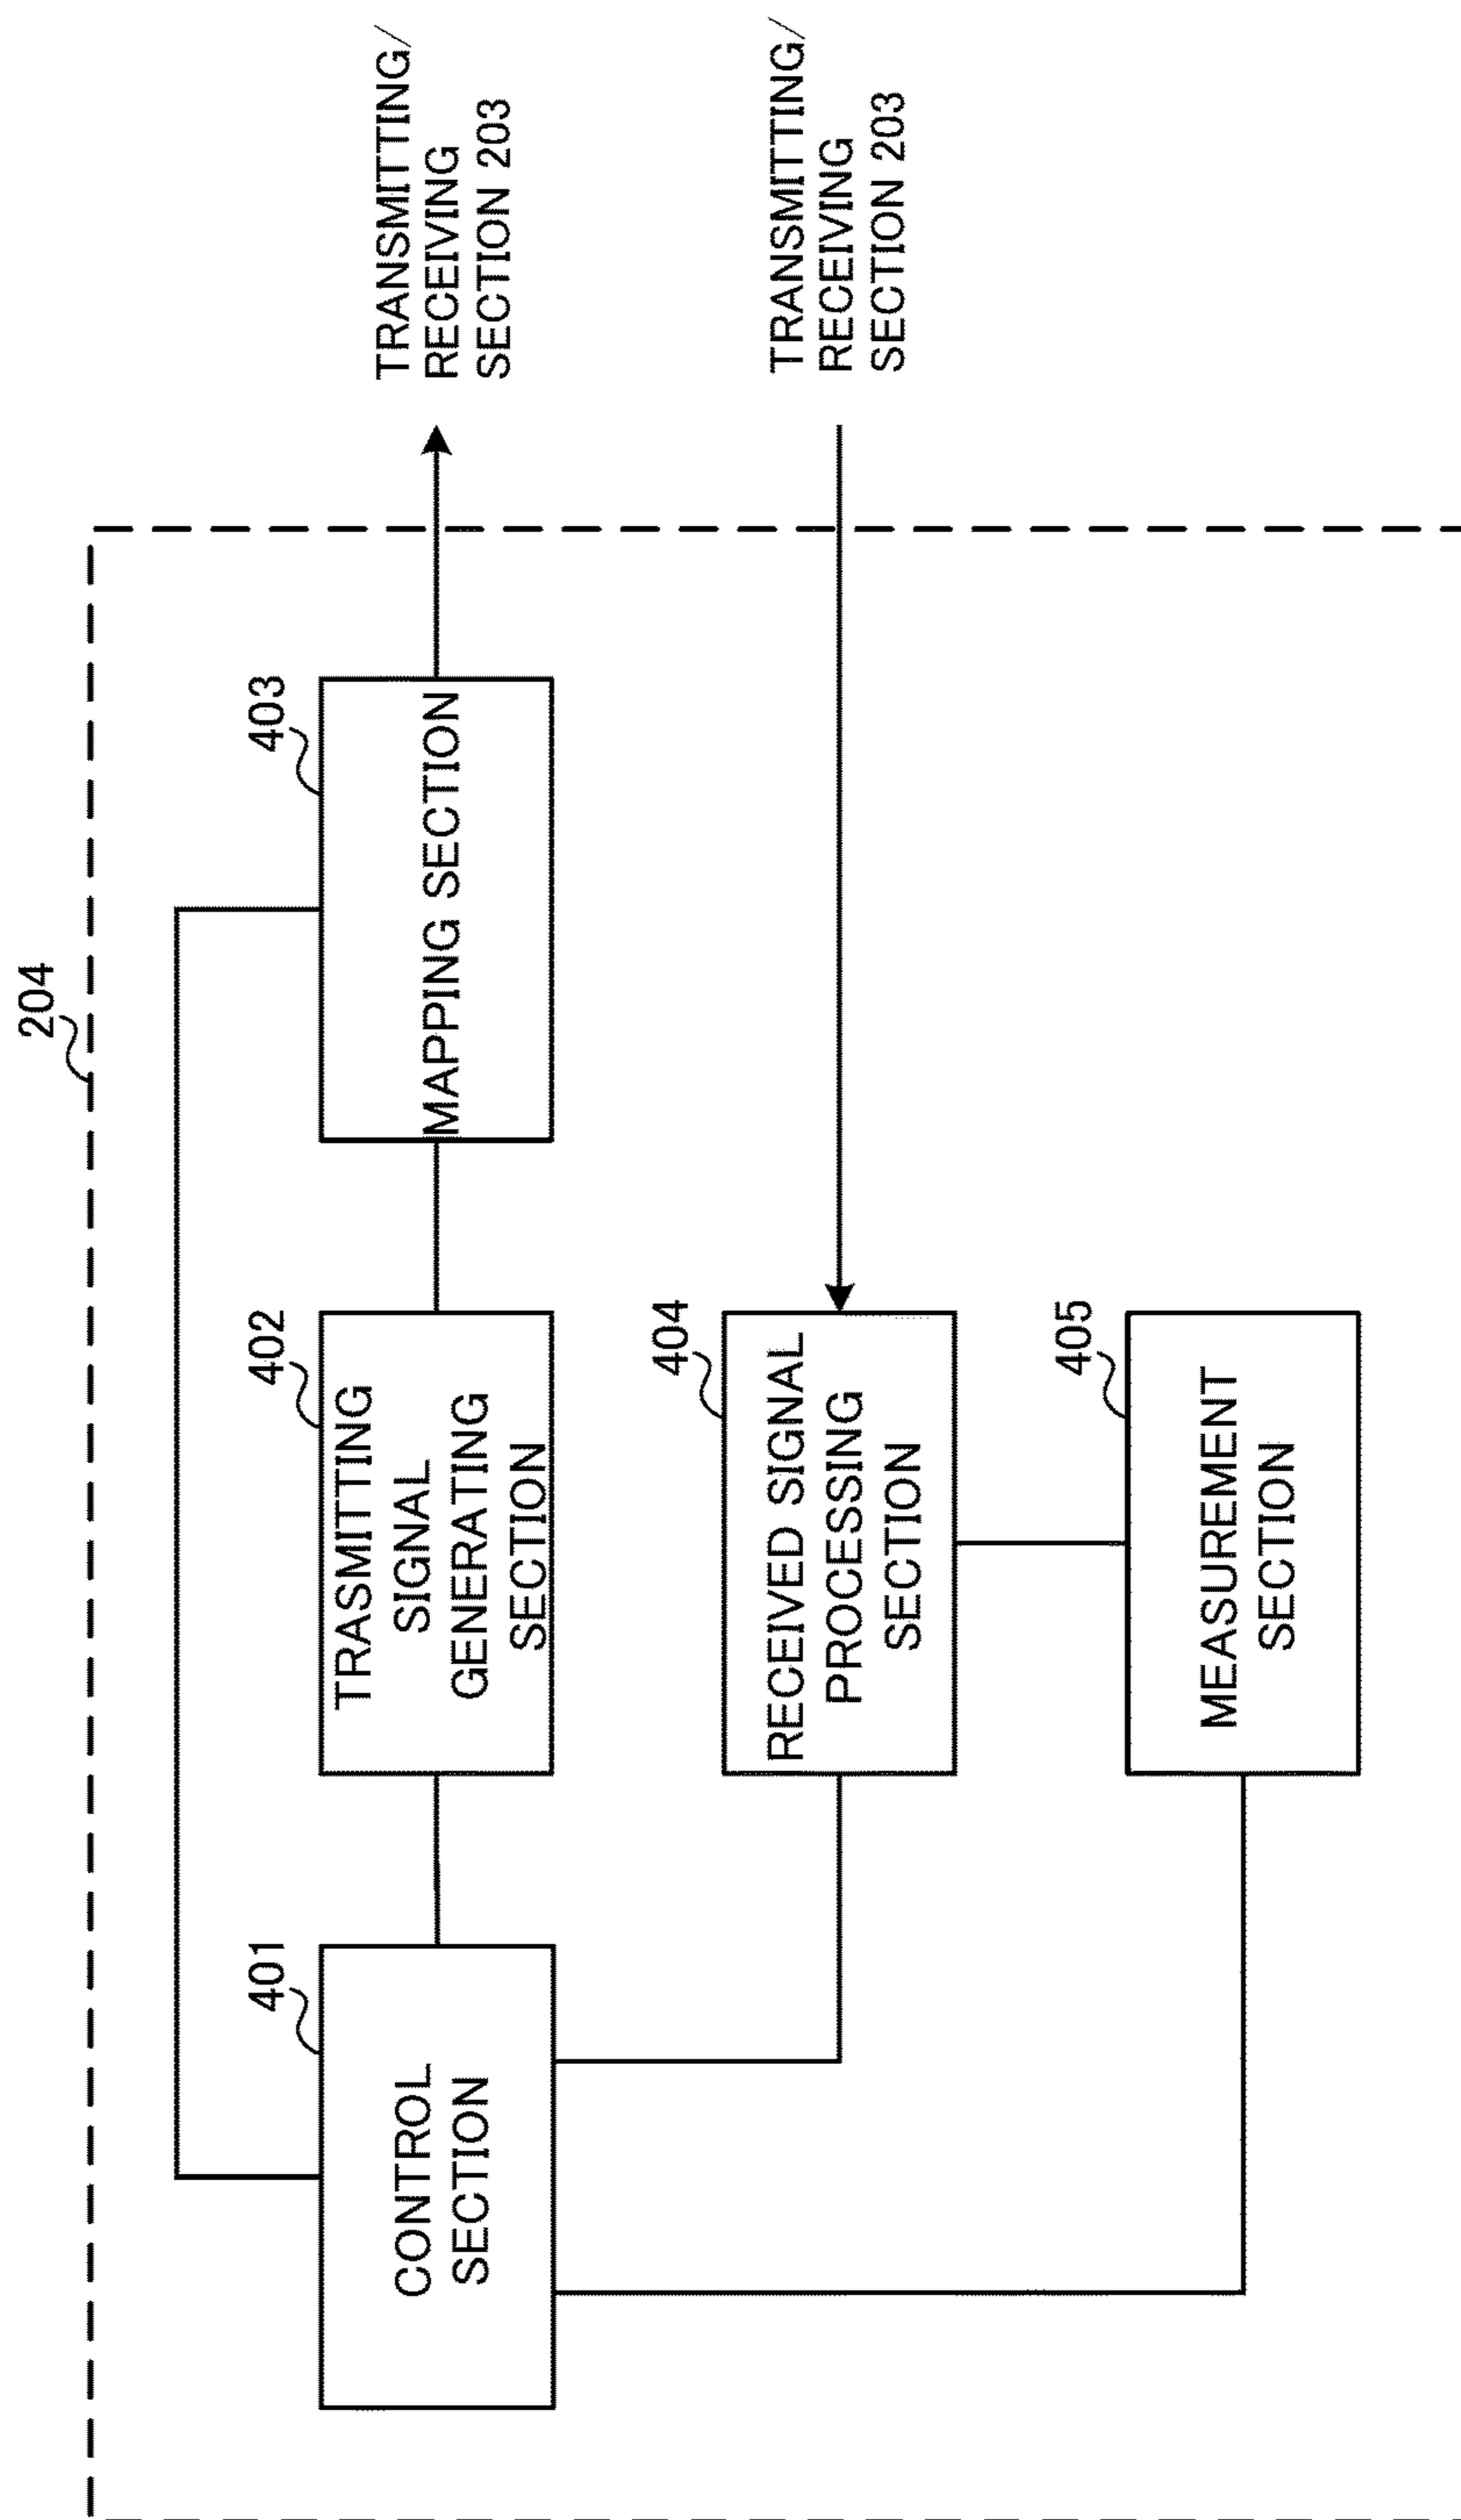 204
401
CONTROL
SECTION
402
TRASMITTING
SIGNAL
GENERATING
SECTION
403
MAPPING SECTION
TRANSMITTING/
RECEIVING
SECTION 203
404
RECEIVED SIGNAL
PROCESSING
SECTION
TRANSMITTING/
RECEIVING
SECTION 203
405
MEASUREMENT
SECTION